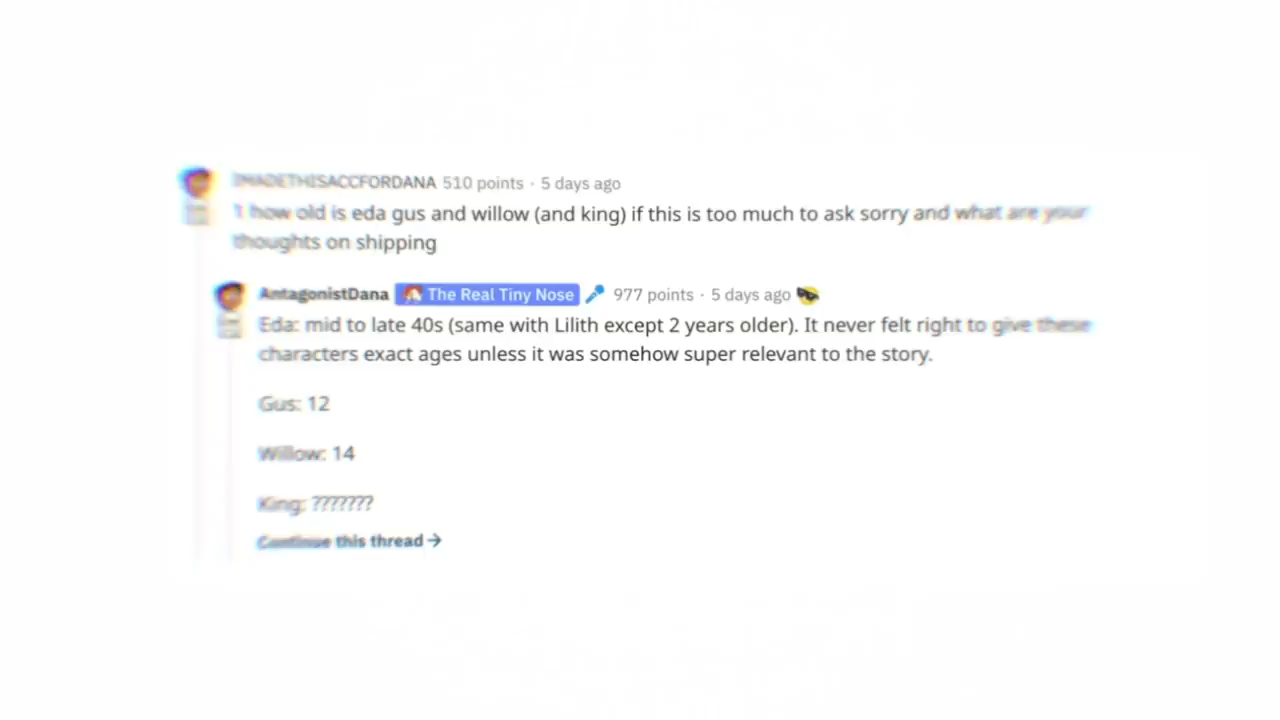 IMADETHISACCFORDANA 510 points · 5 days ago
1 how old is eda gus and willow (and king) if this is too much to ask sorry and what are your
thoughts on shipping
AntagonistDana The Real Tiny Nose 977 points · 5 days ago
Eda: mid to late 40s (same with Lilith except 2 years older). It never felt right to give these
characters exact ages unless it was somehow super relevant to the story.
Gus: 12
Willow: 14
King: ???????
Continue this thread →